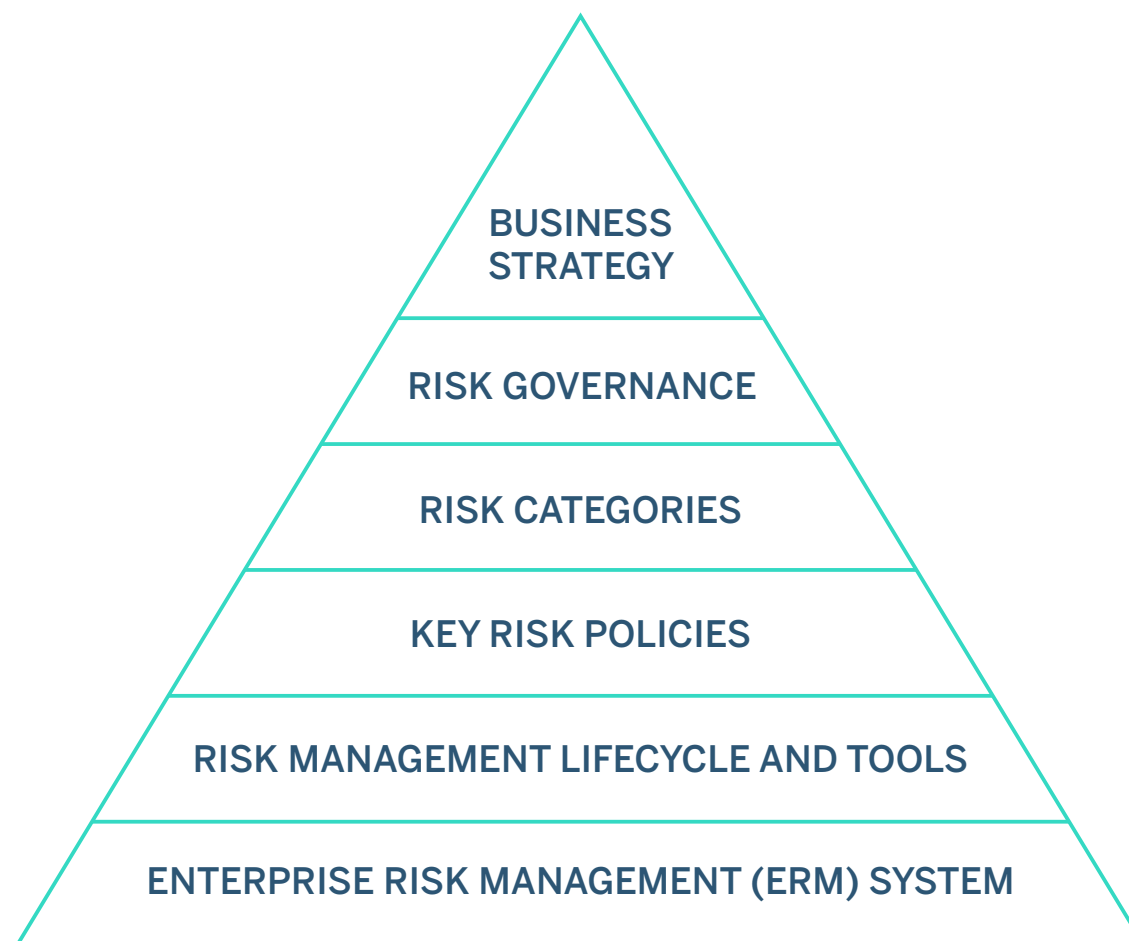 BUSINESS
STRATEGY
RISK GOVERNANCE
RISK CATEGORIES
KEY RISK POLICIES
RISK MANAGEMENT LIFECYCLE AND TOOLS
ENTERPRISE RISK MANAGEMENT (ERM) SYSTEM